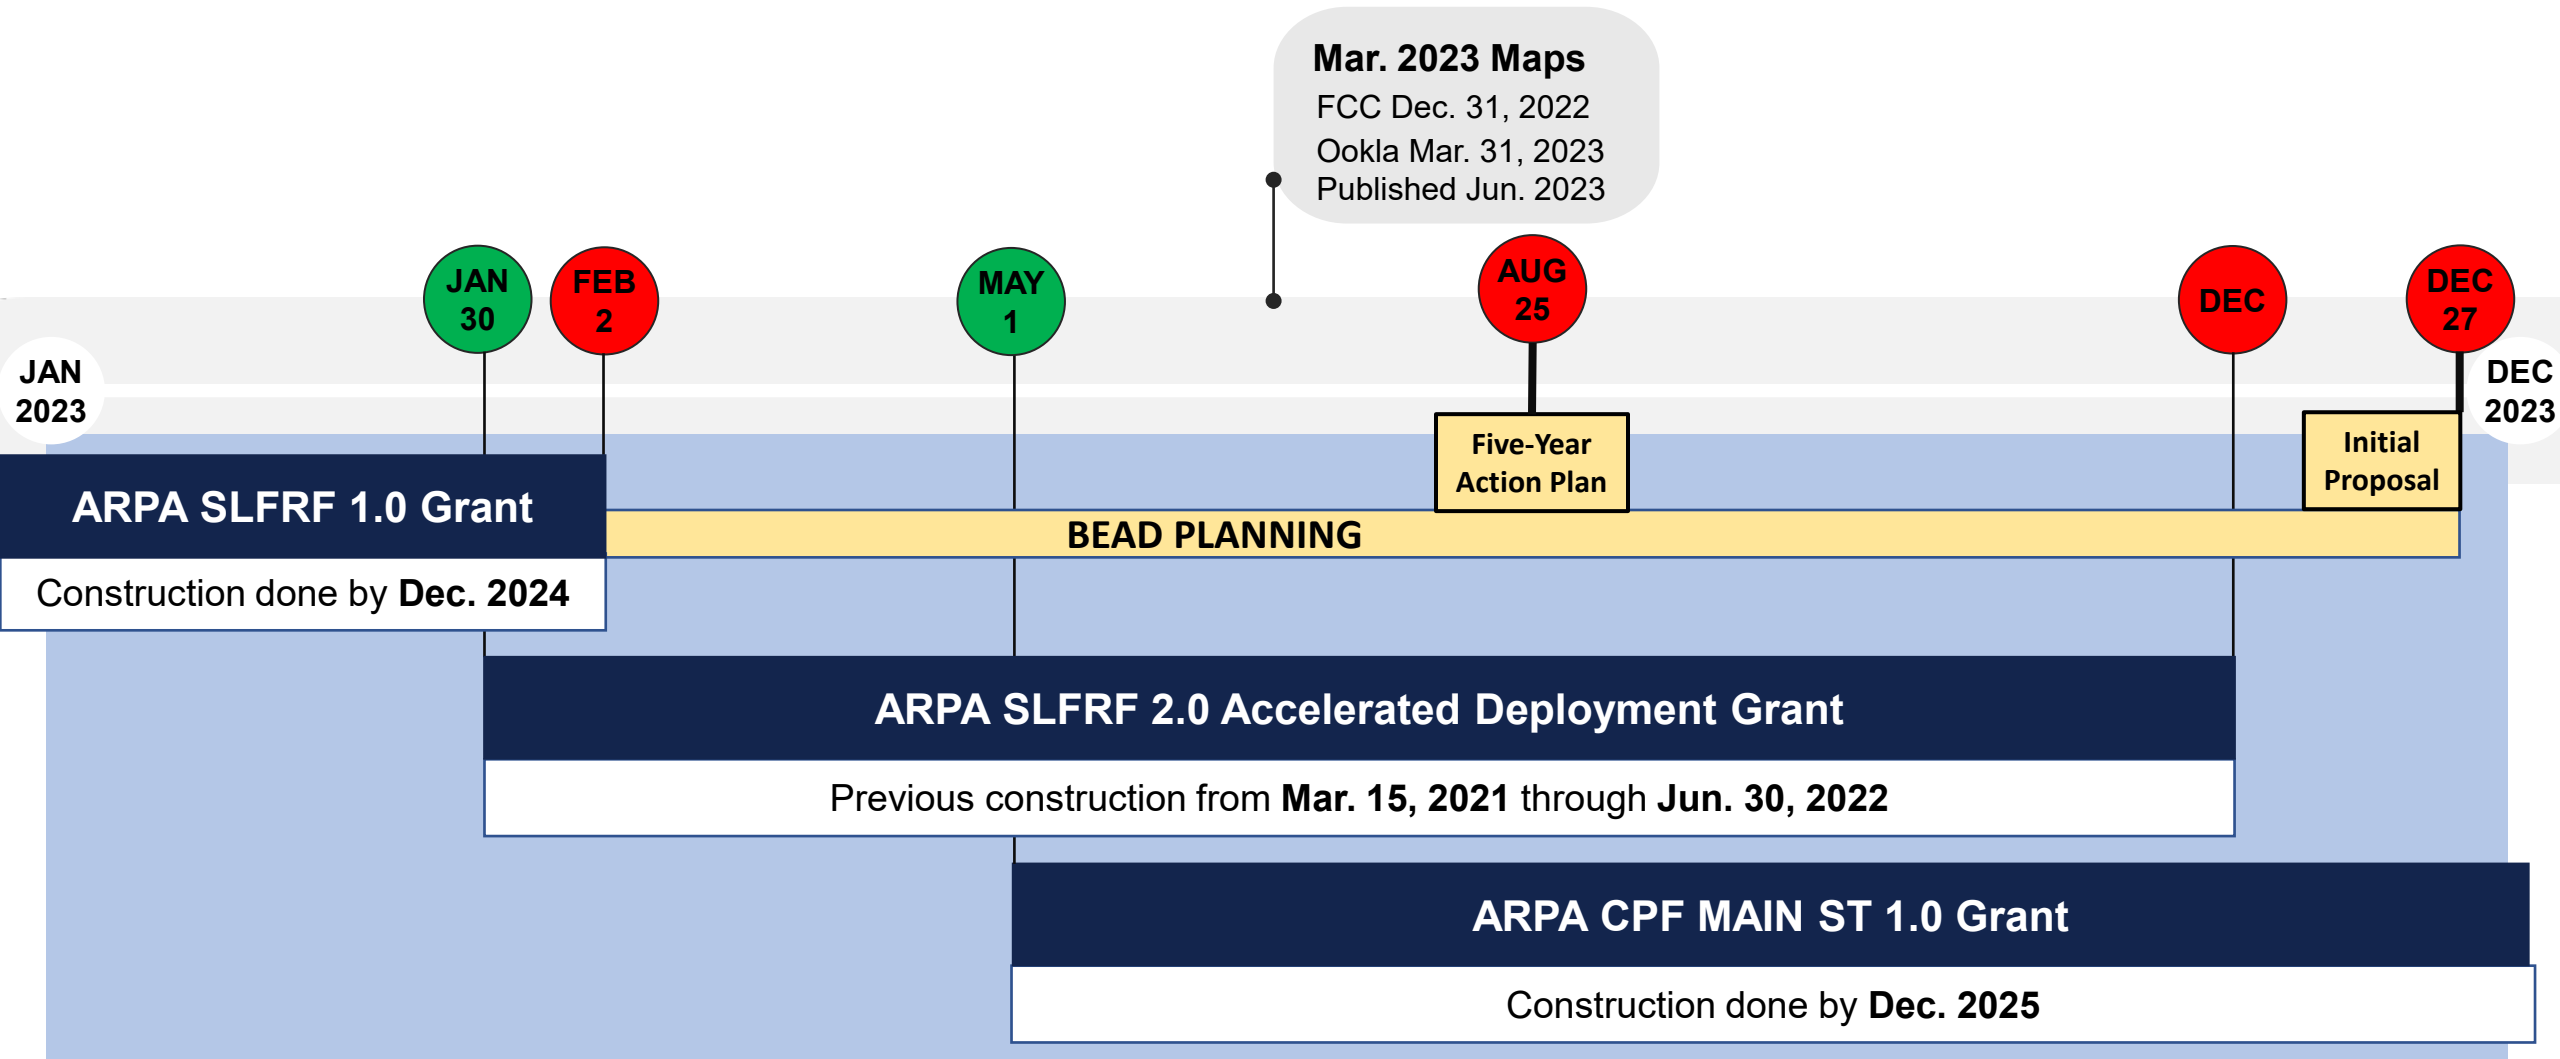 Mar. 2023 Maps
FCC Dec. 31, 2022
Ookla Mar. 31, 2023
Published Jun. 2023
JAN
30
FEB
2
MAY
1
AUG
25
DEC
DEC
27
JAN
2023
DEC
2023
Five-Year
Action Plan
Initial
Proposal
ARPA SLFRF 1.0 Grant
BEAD PLANNING
Construction done by Dec. 2024
ARPA SLFRF 2.0 Accelerated Deployment Grant
Previous construction from Mar. 15, 2021 through Jun. 30, 2022
ARPA CPF MAIN ST 1.0 Grant
Construction done by Dec. 2025